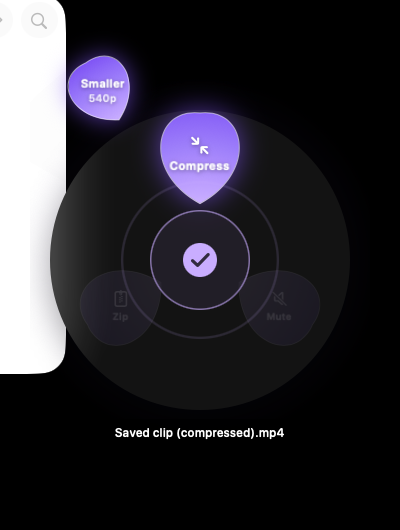 Smaller
540p
Compress
Zip
Mute
Saved clip (compressed).mp4